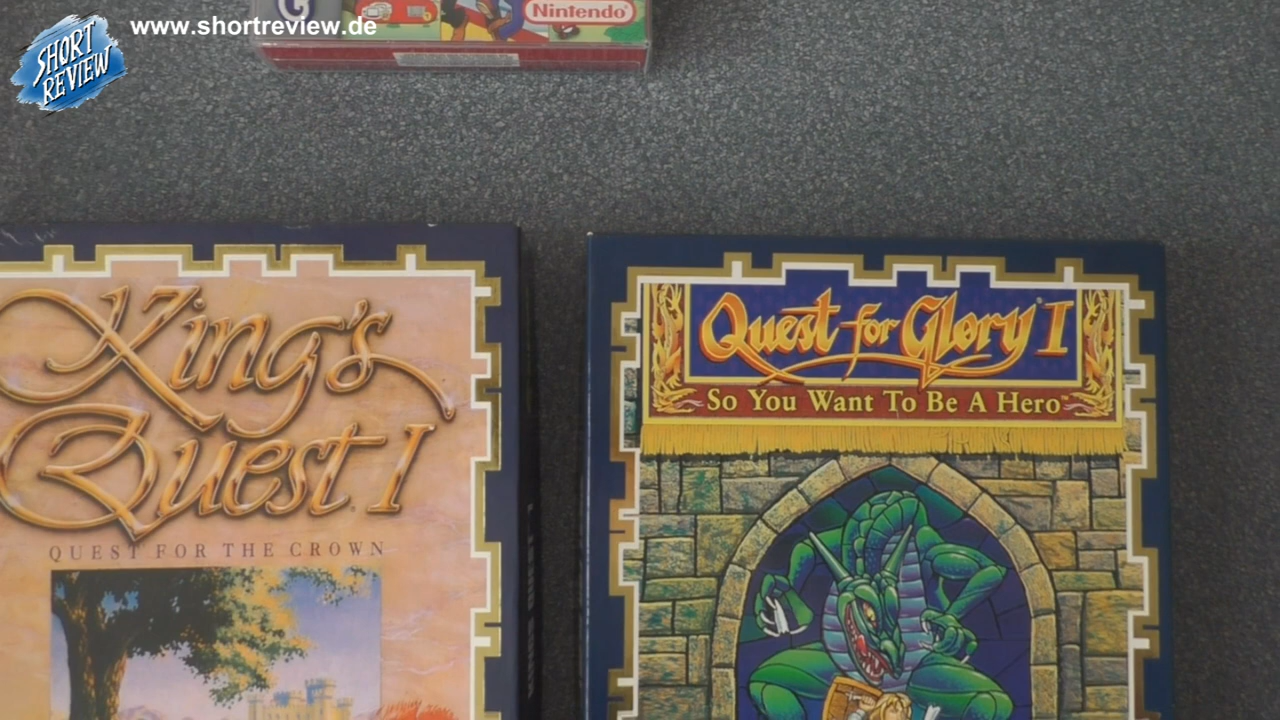 www.shortreview.de
SHORT
REVIEW
G
Nintendo®
King's
Quest I
QUEST FOR THE CROWN
Quest for Glory® I
So You Want To Be A Hero™